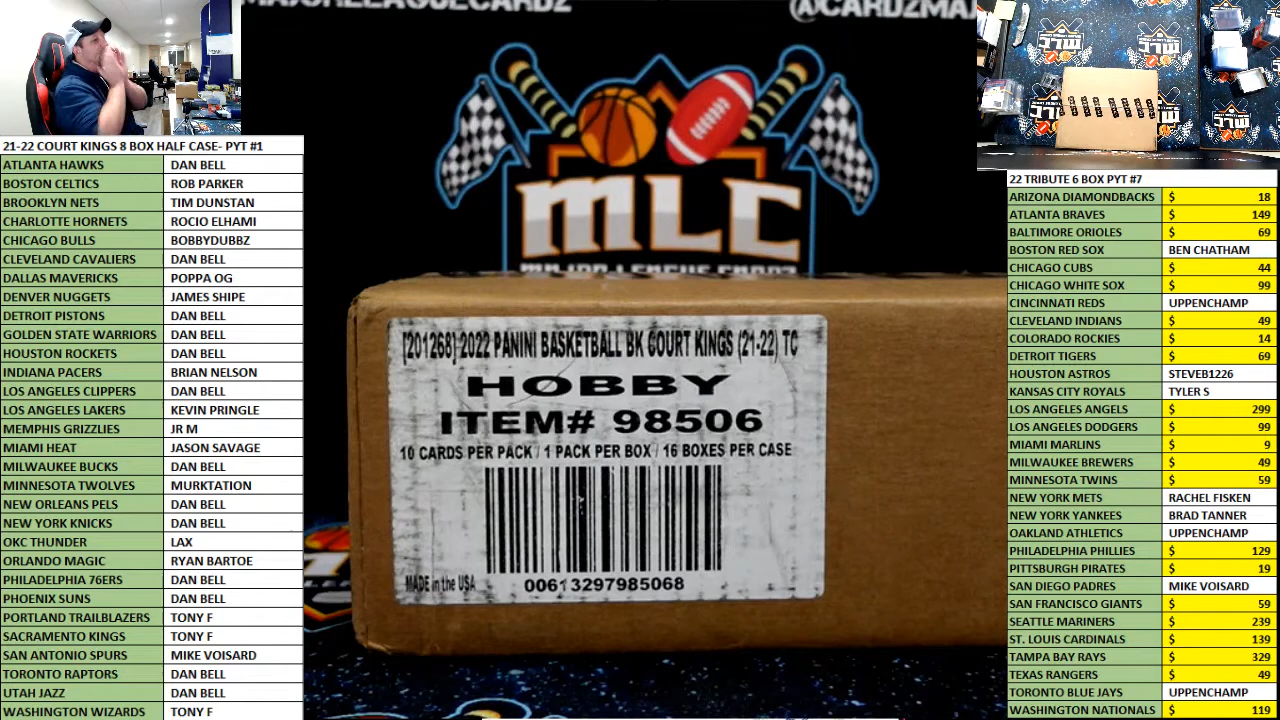 MAJORLEAGUECARDZ
@CARDZMAX
21-22 COURT KINGS 8 BOX HALF CASE- PYT #1
ATLANTA HAWKS DAN BELL
BOSTON CELTICS ROB PARKER
BROOKLYN NETS TIM DUNSTAN
CHARLOTTE HORNETS ROCIO ELHAMI
CHICAGO BULLS BOBBYDUBBZ
CLEVELAND CAVALIERS DAN BELL
DALLAS MAVERICKS POPPA OG
DENVER NUGGETS JAMES SHIPE
DETROIT PISTONS DAN BELL
GOLDEN STATE WARRIORS DAN BELL
HOUSTON ROCKETS DAN BELL
INDIANA PACERS BRIAN NELSON
LOS ANGELES CLIPPERS DAN BELL
LOS ANGELES LAKERS KEVIN PRINGLE
MEMPHIS GRIZZLIES JR M
MIAMI HEAT JASON SAVAGE
MILWAUKEE BUCKS DAN BELL
MINNESOTA TWOLVES MURKTATION
NEW ORLEANS PELS DAN BELL
NEW YORK KNICKS DAN BELL
OKC THUNDER LAX
ORLANDO MAGIC RYAN BARTOE
PHILADELPHIA 76ERS DAN BELL
PHOENIX SUNS DAN BELL
PORTLAND TRAILBLAZERS TONY F
SACRAMENTO KINGS TONY F
SAN ANTONIO SPURS MIKE VOISARD
TORONTO RAPTORS DAN BELL
UTAH JAZZ DAN BELL
WASHINGTON WIZARDS TONY F
MLC
MAJOR LEAGUE CARDZ
[201268] 2022 PANINI BASKETBALL BK COURT KINGS (21-22) TC
HOBBY
ITEM# 98506
10 CARDS PER PACK / 1 PACK PER BOX / 16 BOXES PER CASE
MADE in the USA
00613297985068
22 TRIBUTE 6 BOX PYT #7
ARIZONA DIAMONDBACKS $ 18
ATLANTA BRAVES $ 149
BALTIMORE ORIOLES $ 69
BOSTON RED SOX BEN CHATHAM
CHICAGO CUBS $ 44
CHICAGO WHITE SOX $ 99
CINCINNATI REDS UPPENCHAMP
CLEVELAND INDIANS $ 49
COLORADO ROCKIES $ 14
DETROIT TIGERS $ 69
HOUSTON ASTROS STEVEB1226
KANSAS CITY ROYALS TYLER S
LOS ANGELES ANGELS $ 299
LOS ANGELES DODGERS $ 99
MIAMI MARLINS $ 9
MILWAUKEE BREWERS $ 49
MINNESOTA TWINS $ 59
NEW YORK METS RACHEL FISKEN
NEW YORK YANKEES BRAD TANNER
OAKLAND ATHLETICS UPPENCHAMP
PHILADELPHIA PHILLIES $ 129
PITTSBURGH PIRATES $ 19
SAN DIEGO PADRES MIKE VOISARD
SAN FRANCISCO GIANTS $ 59
SEATTLE MARINERS $ 239
ST. LOUIS CARDINALS $ 139
TAMPA BAY RAYS $ 329
TEXAS RANGERS $ 49
TORONTO BLUE JAYS UPPENCHAMP
WASHINGTON NATIONALS $ 119